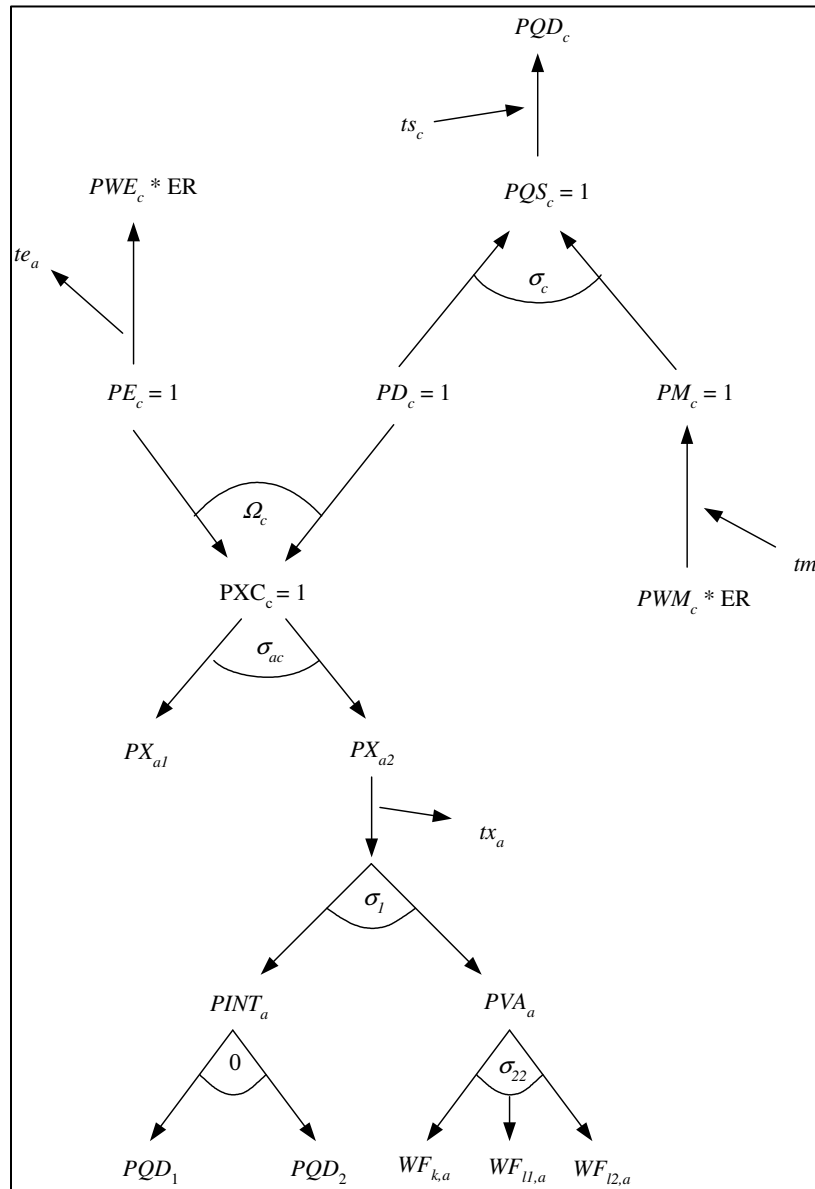 PQD_c
ts_c
PWE_c * ER
PQS_c = 1
te_a
σ_c
PE_c = 1
PD_c = 1
PM_c = 1
Ω_c
tm
PXC_c = 1
PWM_c * ER
σ_ac
PX_a1
PX_a2
tx_a
σ_1
PINT_a
PVA_a
0
σ_22
PQD_1
PQD_2
WF_k,a
WF_l1,a
WF_l2,a